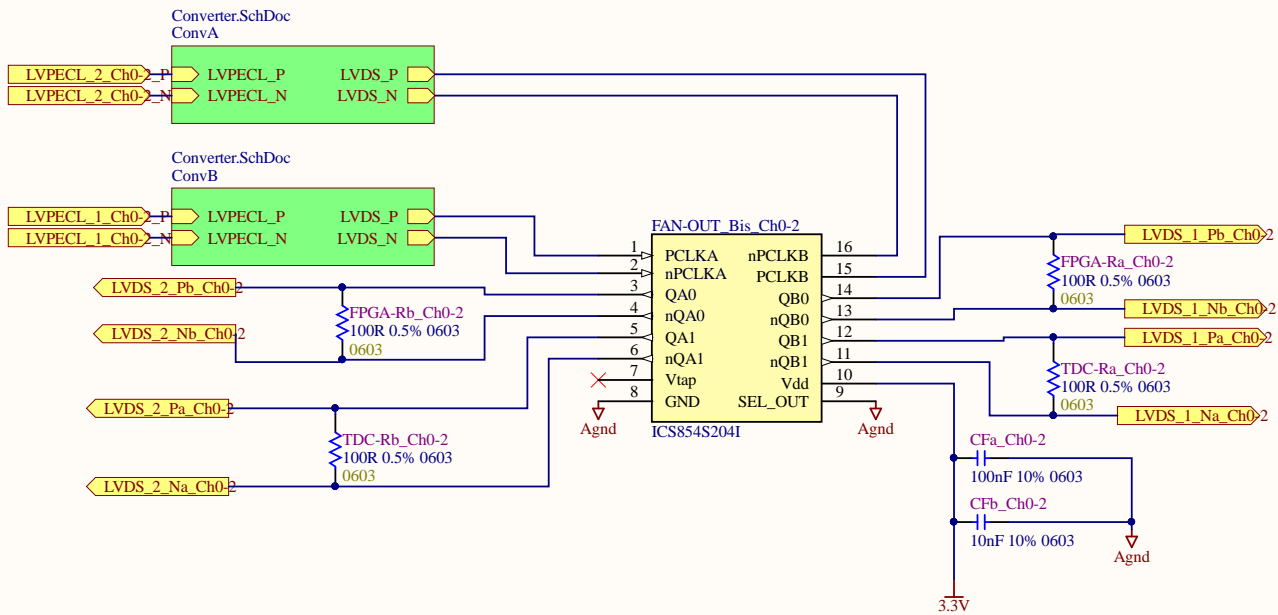 Converter.SchDoc
ConvA
LVPECL_2_Ch0-2_P
LVPECL_P
LVDS_P
LVPECL_2_Ch0-2_N
LVPECL_N
LVDS_N
Converter.SchDoc
ConvB
LVPECL_1_Ch0-2_P
LVPECL_P
LVDS_P
LVPECL_1_Ch0-2_N
LVPECL_N
LVDS_N
FAN-OUT_Bis_Ch0-2
1 PCLKA
2 nPCLKA
3 QA0
4 nQA0
5 QA1
6 nQA1
7 Vtap
8 GND
nPCLKB 16
PCLKB 15
QB0 14
nQB0 13
QB1 12
nQB1 11
Vdd 10
SEL_OUT 9
ICS854S204I
LVDS_2_Pb_Ch0-2
FPGA-Rb_Ch0-2
100R 0.5% 0603
0603
LVDS_2_Nb_Ch0-2
LVDS_2_Pa_Ch0-2
TDC-Rb_Ch0-2
100R 0.5% 0603
0603
LVDS_2_Na_Ch0-2
Agnd
Agnd
LVDS_1_Pb_Ch0-2
FPGA-Ra_Ch0-2
100R 0.5% 0603
0603
LVDS_1_Nb_Ch0-2
LVDS_1_Pa_Ch0-2
TDC-Ra_Ch0-2
100R 0.5% 0603
0603
LVDS_1_Na_Ch0-2
CFa_Ch0-2
100nF 10% 0603
CFb_Ch0-2
10nF 10% 0603
Agnd
3.3V